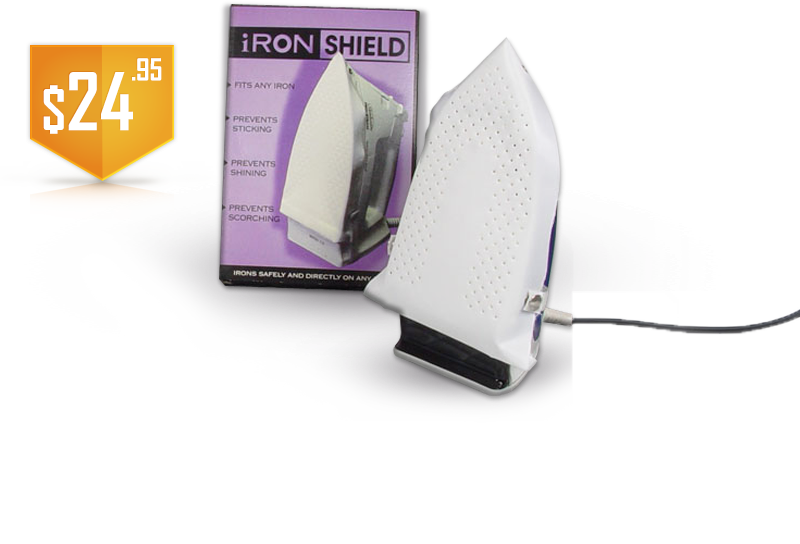 $24.95
iRON SHIELD
FITS ANY IRON
PREVENTS
STICKING
PREVENTS
SHINING
PREVENTS
SCORCHING
IRONS SAFELY AND DIRECTLY ON ANY